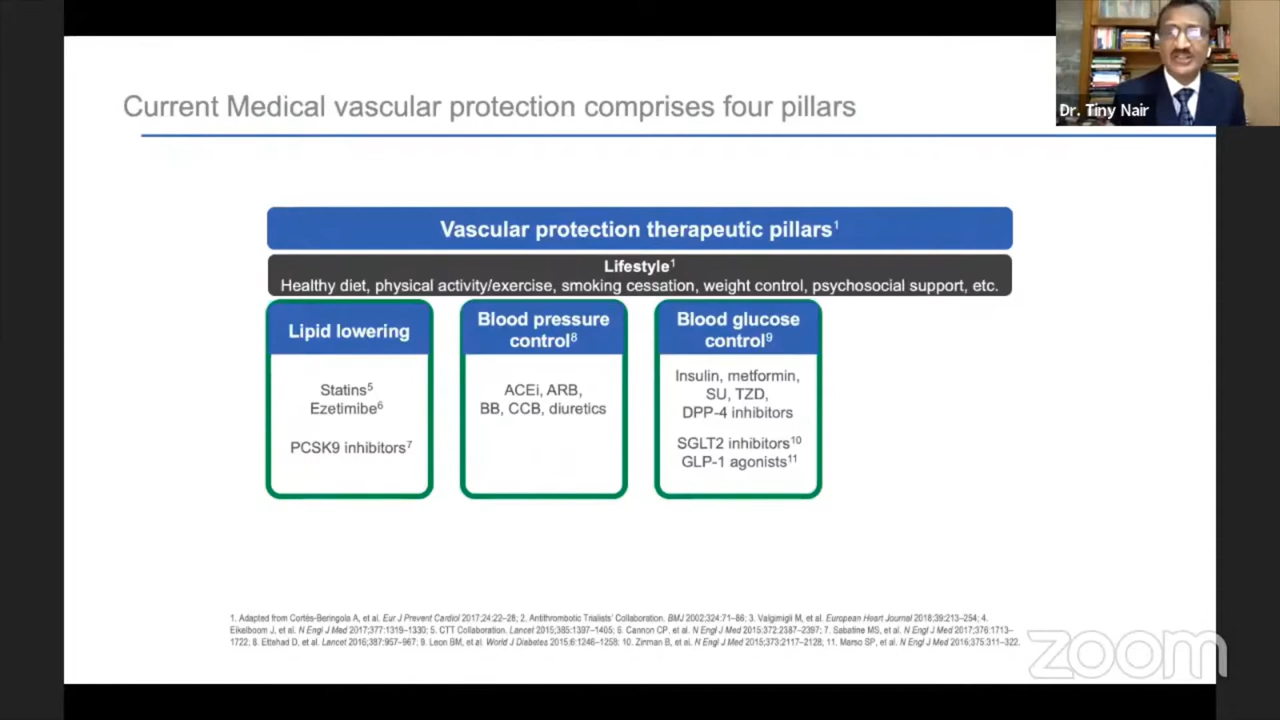 Dr. Tiny Nair
Current Medical vascular protection comprises four pillars
Vascular protection therapeutic pillars1
Lifestyle1
Healthy diet, physical activity/exercise, smoking cessation, weight control, psychosocial support, etc.
Lipid lowering
Statins5
Ezetimibe6
PCSK9 inhibitors7
Blood pressure
control8
ACEi, ARB,
BB, CCB, diuretics
Blood glucose
control9
Insulin, metformin,
SU, TZD,
DPP-4 inhibitors
SGLT2 inhibitors10
GLP-1 agonists11
1. Adapted from Cortés-Beringola A, et al. Eur J Prevent Cardiol 2017;24:22–28; 2. Antithrombotic Trialists' Collaboration. BMJ 2002;324:71–86; 3. Valgimigli M, et al. European Heart Journal 2018;39:213–254; 4.
Eikelboom J, et al. N Engl J Med 2017;377:1319–1330; 5. CTT Collaboration. Lancet 2015;385:1397–1405; 6. Cannon CP, et al. N Engl J Med 2015;372:2387–2397; 7. Sabatine MS, et al. N Engl J Med 2017;376:1713–
1722; 8. Ettehad D, et al. Lancet 2016;387:957–967; 9. Leon BM, et al. World J Diabetes 2015;6:1246–1258; 10. Zinman B, et al. N Engl J Med 2015;373:2117–2128; 11. Marso SP, et al. N Engl J Med 2016;375:311–322.
zoom